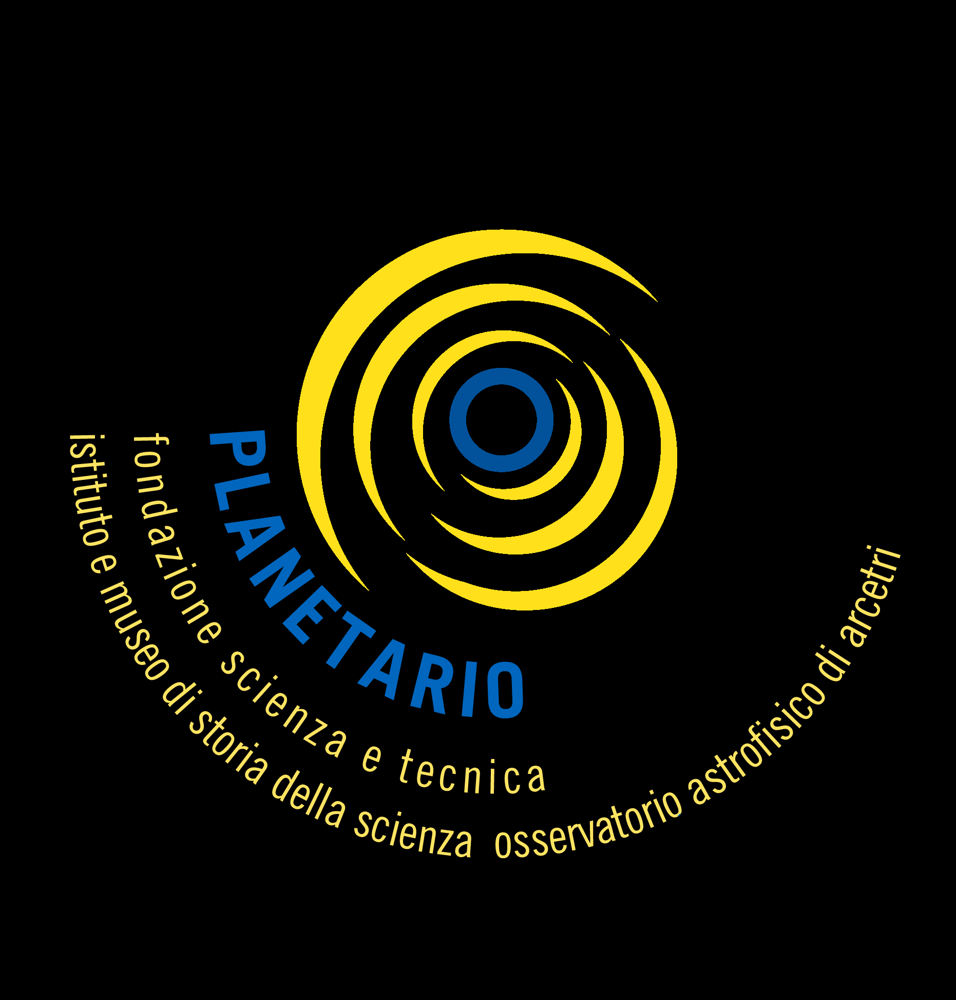 PLANETARIO
fondazione scienza e tecnica
istituto e museo di storia della scienza osservatorio astrofisico di arcetri